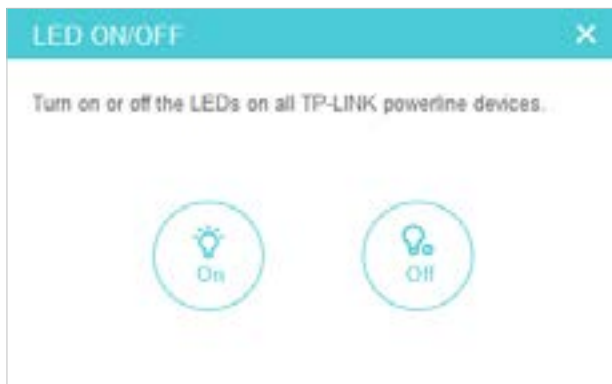 LED ON/OFF
Turn on or off the LEDs on all TP-LINK powerline devices.
On
Off